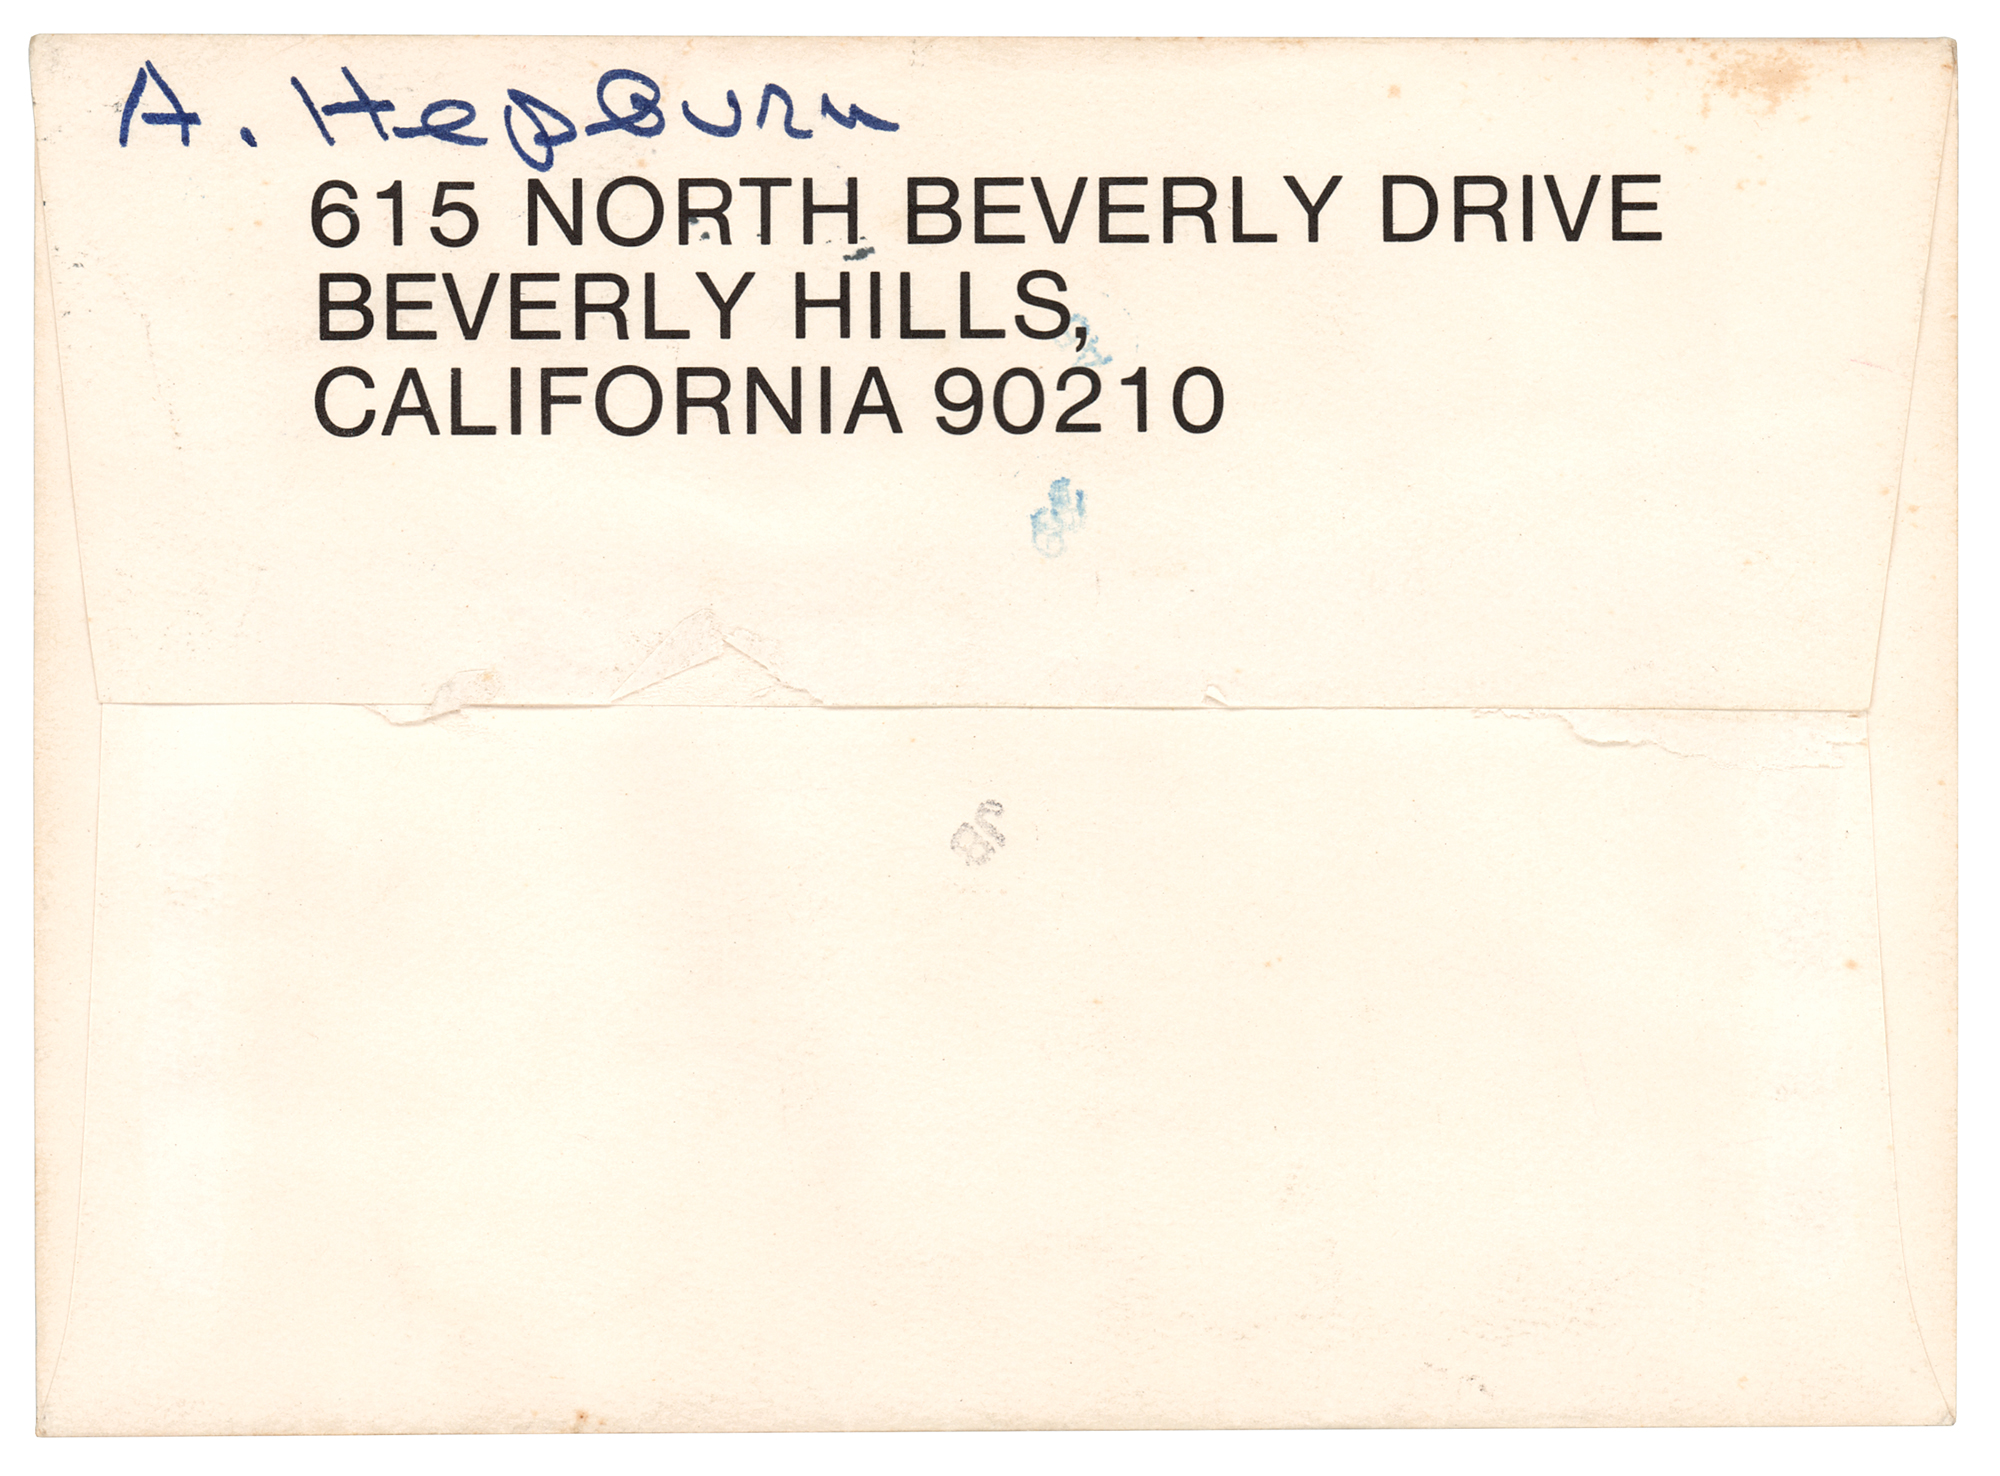 A. Hepburn
615 NORTH BEVERLY DRIVE
BEVERLY HILLS,
CALIFORNIA 90210